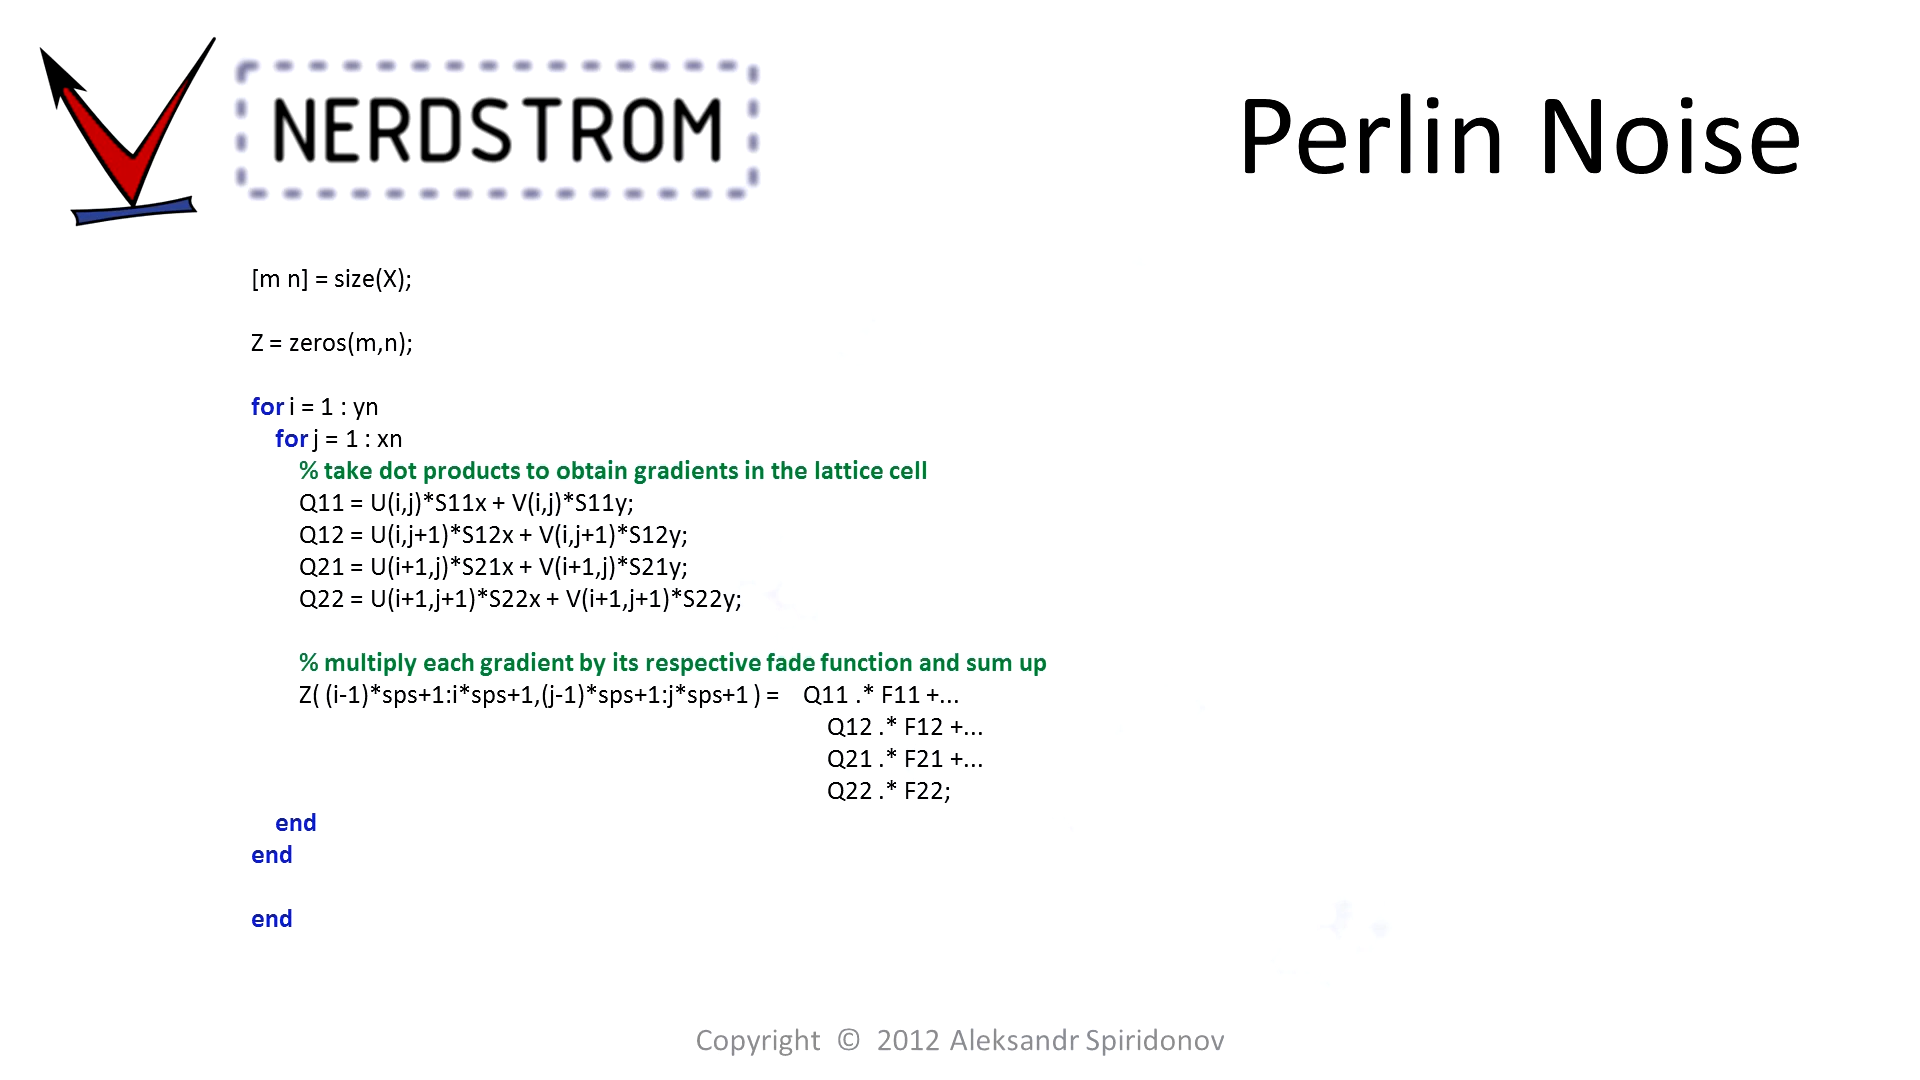 NERDSTROM
Perlin Noise
[m n] = size(X);
Z = zeros(m,n);
for i = 1 : yn
for j = 1 : xn
% take dot products to obtain gradients in the lattice cell
Q11 = U(i,j)*S11x + V(i,j)*S11y;
Q12 = U(i,j+1)*S12x + V(i,j+1)*S12y;
Q21 = U(i+1,j)*S21x + V(i+1,j)*S21y;
Q22 = U(i+1,j+1)*S22x + V(i+1,j+1)*S22y;
% multiply each gradient by its respective fade function and sum up
Z( (i-1)*sps+1:i*sps+1,(j-1)*sps+1:j*sps+1 ) = Q11 .* F11 +...
Q12 .* F12 +...
Q21 .* F21 +...
Q22 .* F22;
end
end
end
Copyright © 2012 Aleksandr Spiridonov